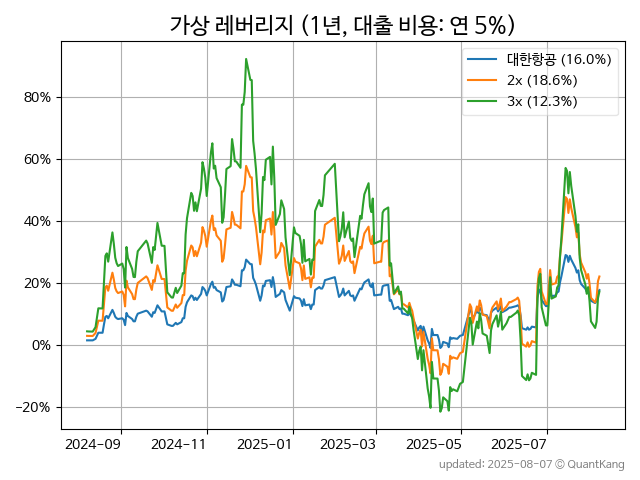 가상 레버리지 (1년, 대출 비용: 연 5%)
대한항공 (16.0%)
2x (18.6%)
3x (12.3%)
80%
60%
40%
20%
0%
−20%
2024-09
2024-11
2025-01
2025-03
2025-05
2025-07
updated: 2025-08-07 © QuantKang